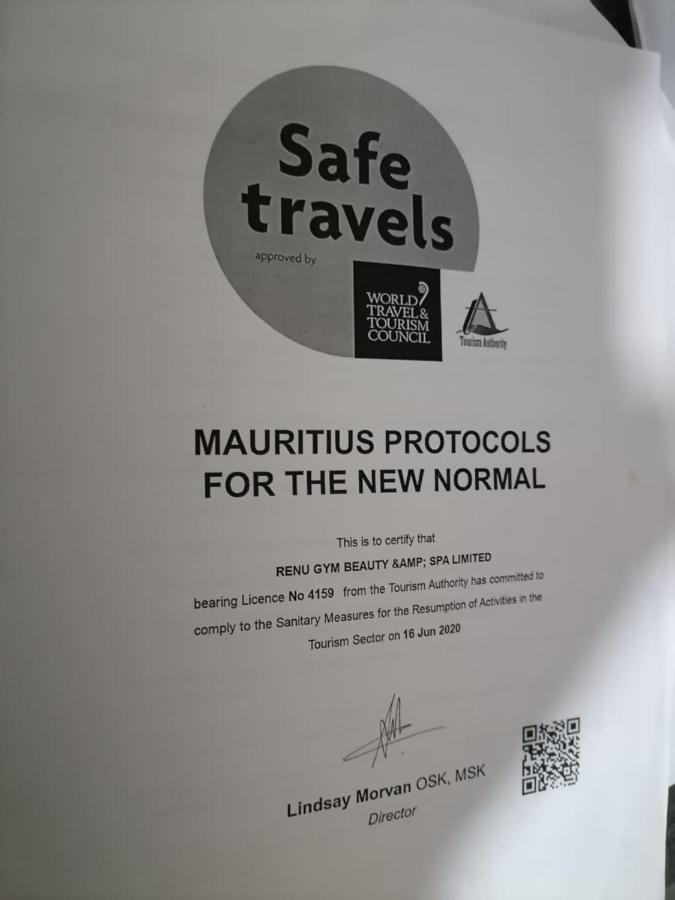 Safe
travels
approved by
WORLD
TRAVEL &
TOURISM
COUNCIL
Tourism Authority
MAURITIUS PROTOCOLS
FOR THE NEW NORMAL
This is to certify that
RENU GYM BEAUTY &AMP; SPA LIMITED
bearing Licence No 4159 from the Tourism Authority has committed to
comply to the Sanitary Measures for the Resumption of Activities in the
Tourism Sector on 16 Jun 2020
Lindsay Morvan OSK, MSK
Director